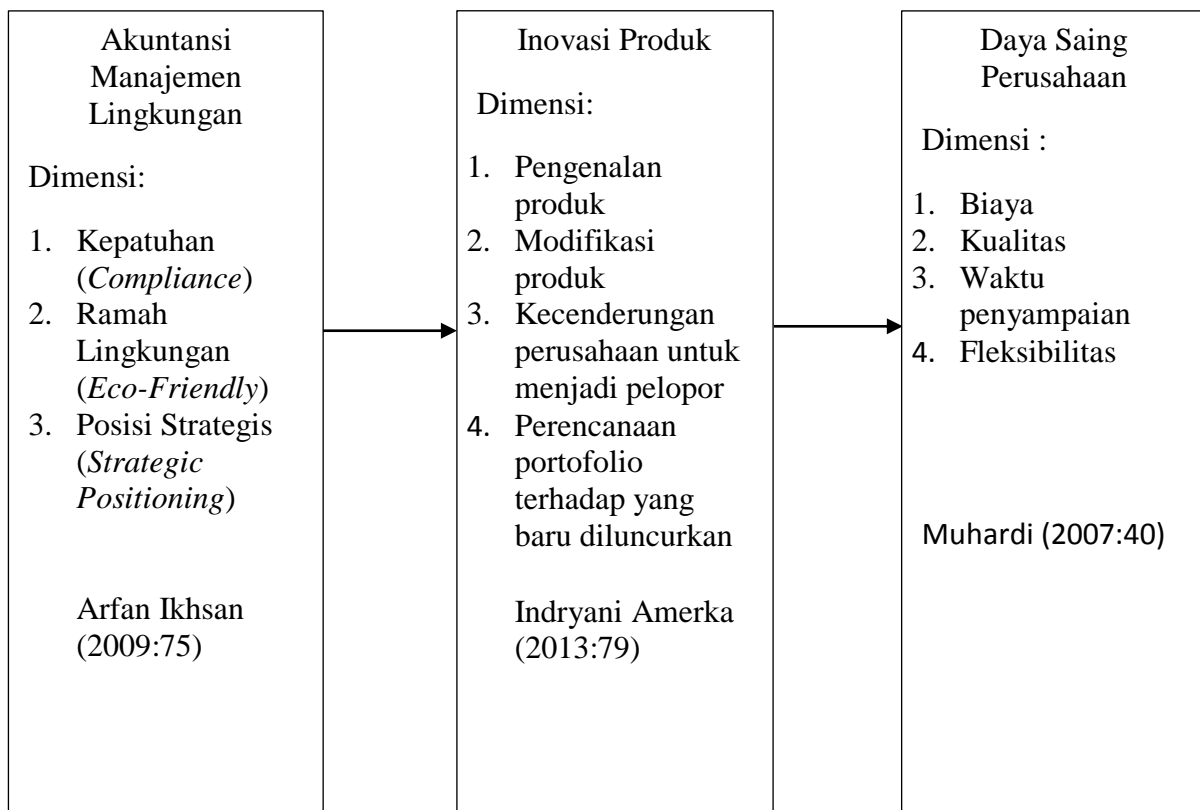 Akuntansi
Manajemen
Lingkungan
Dimensi:
1. Kepatuhan
(Compliance)
2. Ramah
Lingkungan
(Eco-Friendly)
3. Posisi Strategis
(Strategic
Positioning)
Arfan Ikhsan
(2009:75)
Inovasi Produk
Dimensi:
1. Pengenalan
produk
2. Modifikasi
produk
3. Kecenderungan
perusahaan untuk
menjadi pelopor
4. Perencanaan
portofolio
terhadap yang
baru diluncurkan
Indryani Amerka
(2013:79)
Daya Saing
Perusahaan
Dimensi :
1. Biaya
2. Kualitas
3. Waktu
penyampaian
4. Fleksibilitas
Muhardi (2007:40)